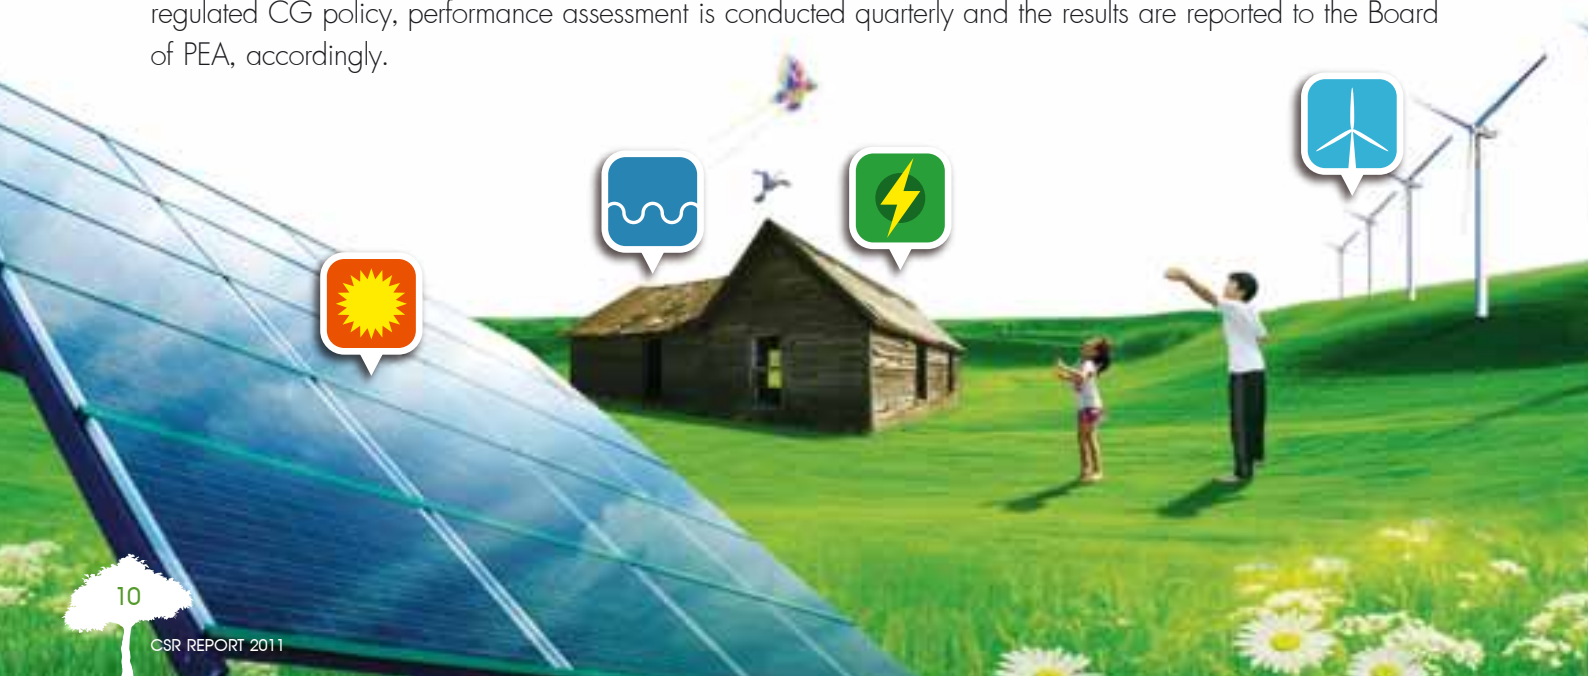 regulated CG policy, performance assessment is conducted quarterly and the results are reported to the Board
of PEA, accordingly.
10
CSR REPORT 2011